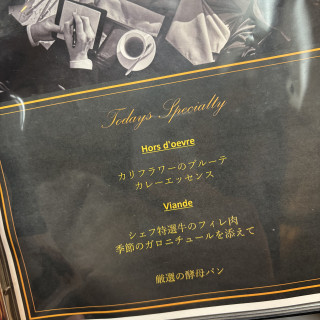 Todays Specialty
Hors d'oevre
カリフラワーのブルーテ
カレーエッセンス
Viande
シェフ特選牛のフィレ肉
季節のガロニチュールを添えて
厳選の酵母パン